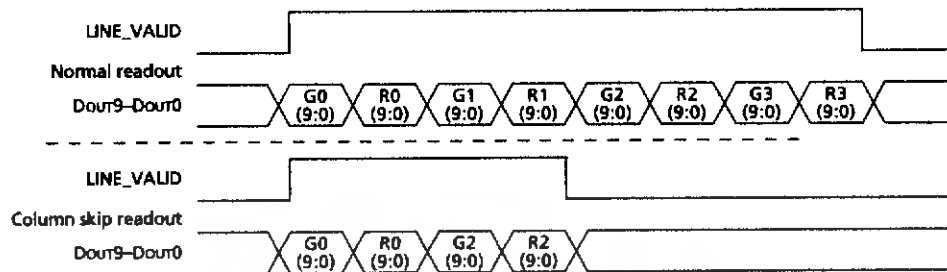 LINE_VALID
Normal readout
DOUT9–DOUT0
G0 (9:0)
R0 (9:0)
G1 (9:0)
R1 (9:0)
G2 (9:0)
R2 (9:0)
G3 (9:0)
R3 (9:0)
LINE_VALID
Column skip readout
DOUT9–DOUT0
G0 (9:0)
R0 (9:0)
G2 (9:0)
R2 (9:0)